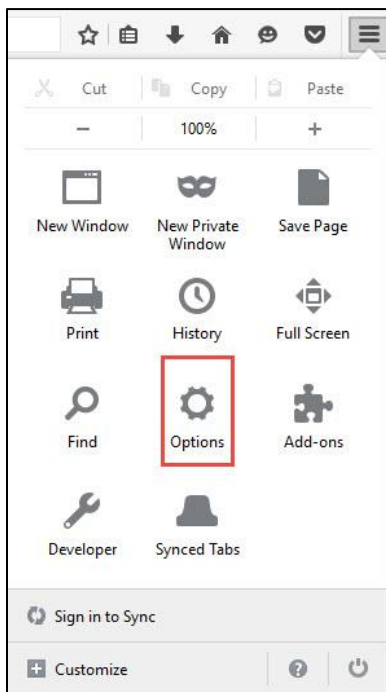 Cut Copy Paste
− 100% +
New Window New Private Window Save Page
Print History Full Screen
Find Options Add-ons
Developer Synced Tabs
Sign in to Sync
Customize